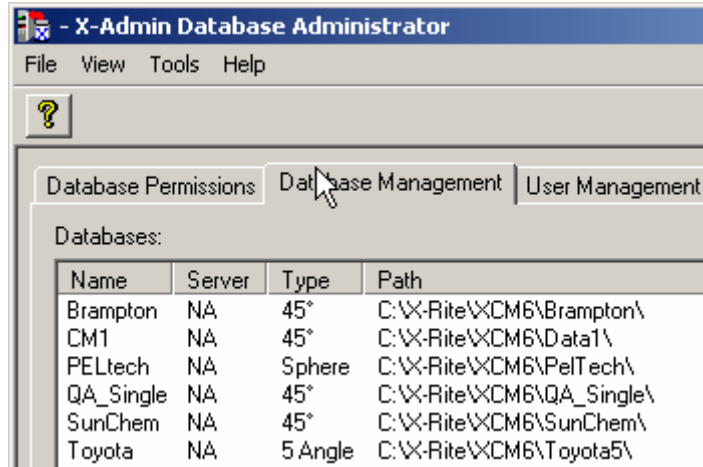 - X-Admin Database Administrator
File View Tools Help
?
Database Permissions Database Management User Management
Databases:
Name Server Type Path
Brampton NA 45° C:\X-Rite\XCM6\Brampton\
CM1 NA 45° C:\X-Rite\XCM6\Data1\
PELtech NA Sphere C:\X-Rite\XCM6\PelTech\
QA_Single NA 45° C:\X-Rite\XCM6\QA_Single\
SunChem NA 45° C:\X-Rite\XCM6\SunChem\
Toyota NA 5 Angle C:\X-Rite\XCM6\Toyota5\